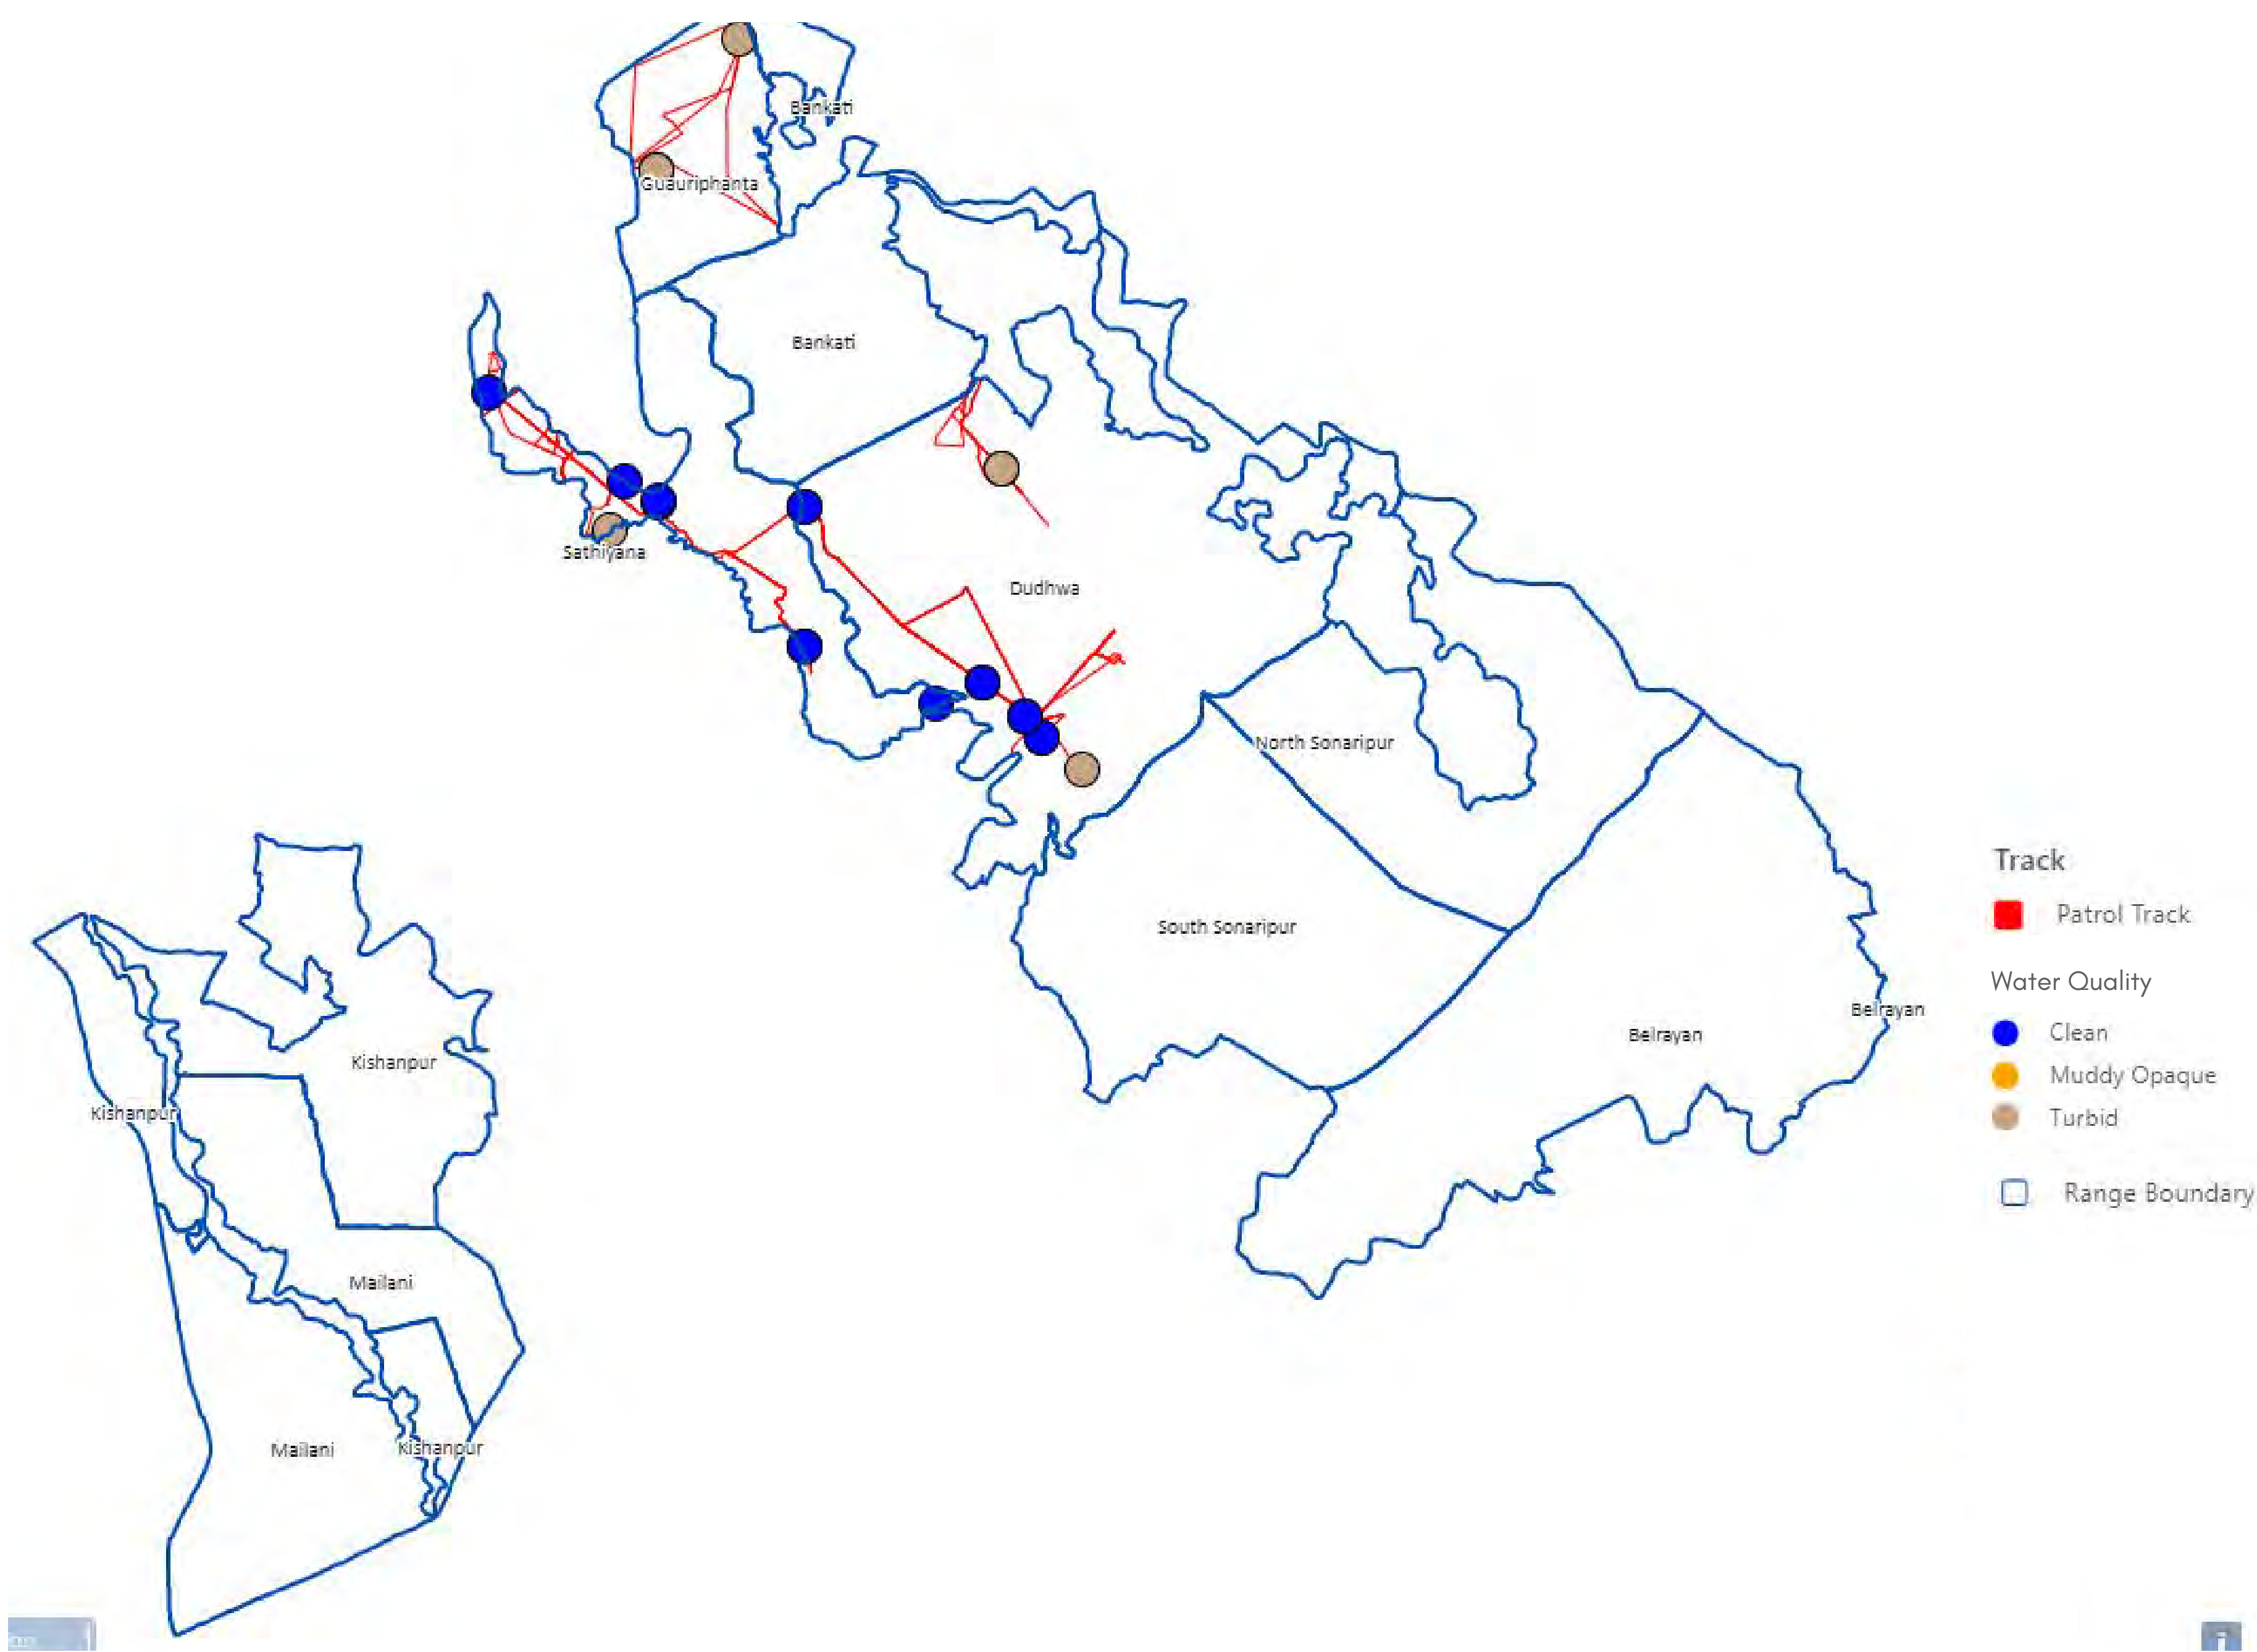 Bankati
Guauriphanta
Bankati
Sathiyana
Dudhwa
North Sonaripur
South Sonaripur
Belrayan
Belrayan
Kishanpur
Kishanpur
Mailani
Mailani
Kishanpur
Track
Patrol Track
Water Quality
Clean
Muddy Opaque
Turbid
Range Boundary
i